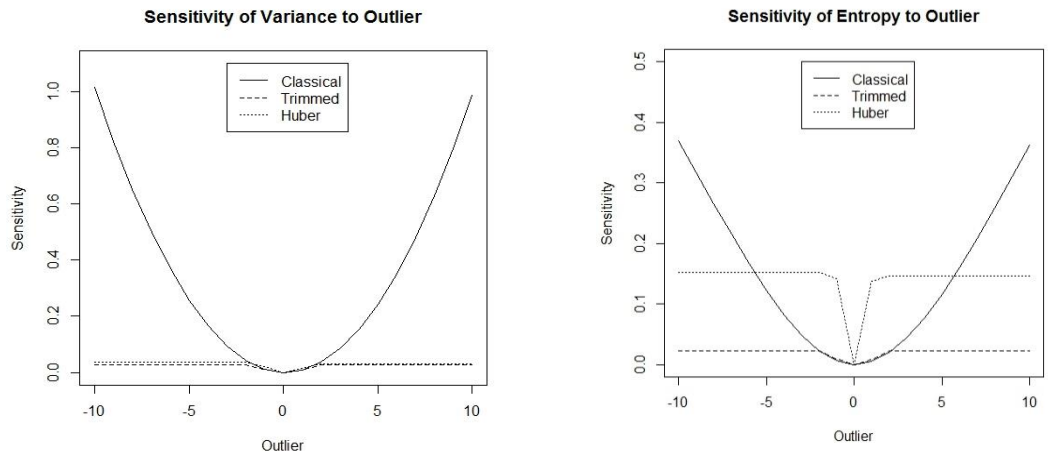 Sensitivity of Variance to Outlier
Classical
Trimmed
Huber
1.0
0.8
0.6
0.4
0.2
0.0
Sensitivity
-10
-5
0
5
10
Outlier
Sensitivity of Entropy to Outlier
Classical
Trimmed
Huber
0.5
0.4
0.3
0.2
0.1
0.0
Sensitivity
-10
-5
0
5
10
Outlier